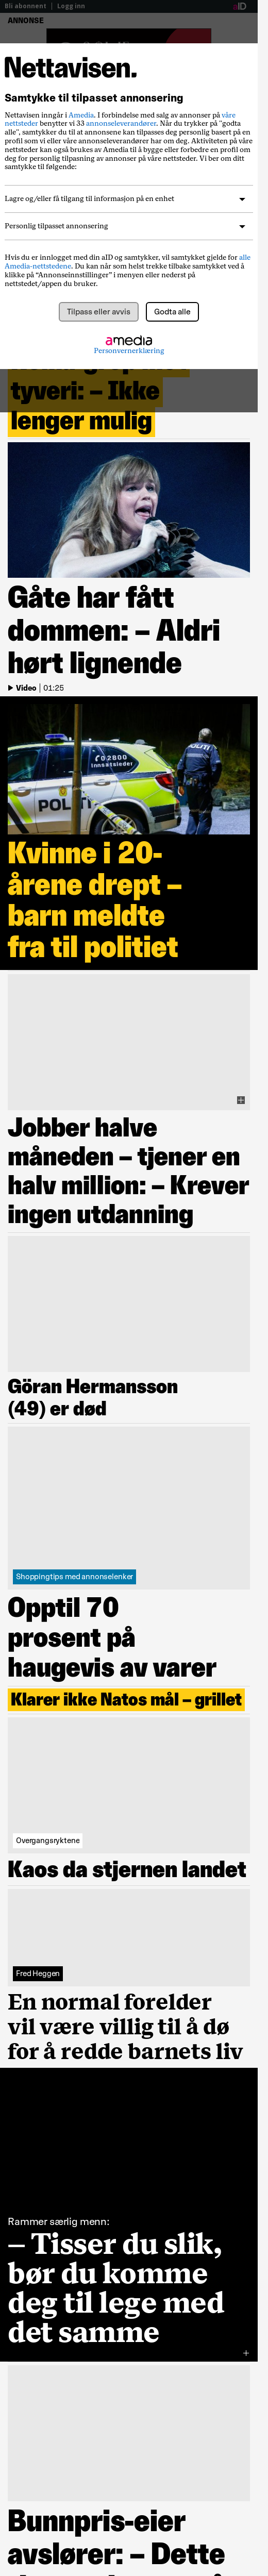 Bli abonnent | Logg inn
aID
ANNONSE
Nettavisen.
Samtykke til tilpasset annonsering
Nettavisen inngår i Amedia. I forbindelse med salg av annonser på våre
nettsteder benytter vi 33 annonseleverandører. Når du trykker på “godta
alle”, samtykker du til at annonsene kan tilpasses deg personlig basert på en
profil som vi eller våre annonseleverandører har om deg. Aktiviteten på våre
nettsteder kan også brukes av Amedia til å bygge eller forbedre en profil om
deg for personlig tilpasning av annonser på våre nettsteder. Vi ber om ditt
samtykke til følgende:
Lagre og/eller få tilgang til informasjon på en enhet
Personlig tilpasset annonsering
Hvis du er innlogget med din aID og samtykker, vil samtykket gjelde for alle
Amedia-nettstedene. Du kan når som helst trekke tilbake samtykket ved å
klikke på “Annonseinnstillinger” i menyen eller nederst på
nettstedet/appen du bruker.
Tilpass eller avvis
Godta alle
amedia
Personvernerklæring
tyveri: – Ikke
lenger mulig
Gåte har fått
dommen: – Aldri
hørt lignende
Video | 01:25
02800
Innsatsleder
POLITI
Kvinne i 20-
årene drept –
barn meldte
fra til politiet
Jobber halve
måneden – tjener en
halv million: – Krever
ingen utdanning
Göran Hermansson
(49) er død
Shoppingtips med annonselenker
Opptil 70
prosent på
haugevis av varer
Klarer ikke Natos mål – grillet
Overgangsryktene
Kaos da stjernen landet
Fred Heggen
En normal forelder
vil være villig til å dø
for å redde barnets liv
Rammer særlig menn:
– Tisser du slik,
bør du komme
deg til lege med
det samme
Bunnpris-eier
avslører: – Dette